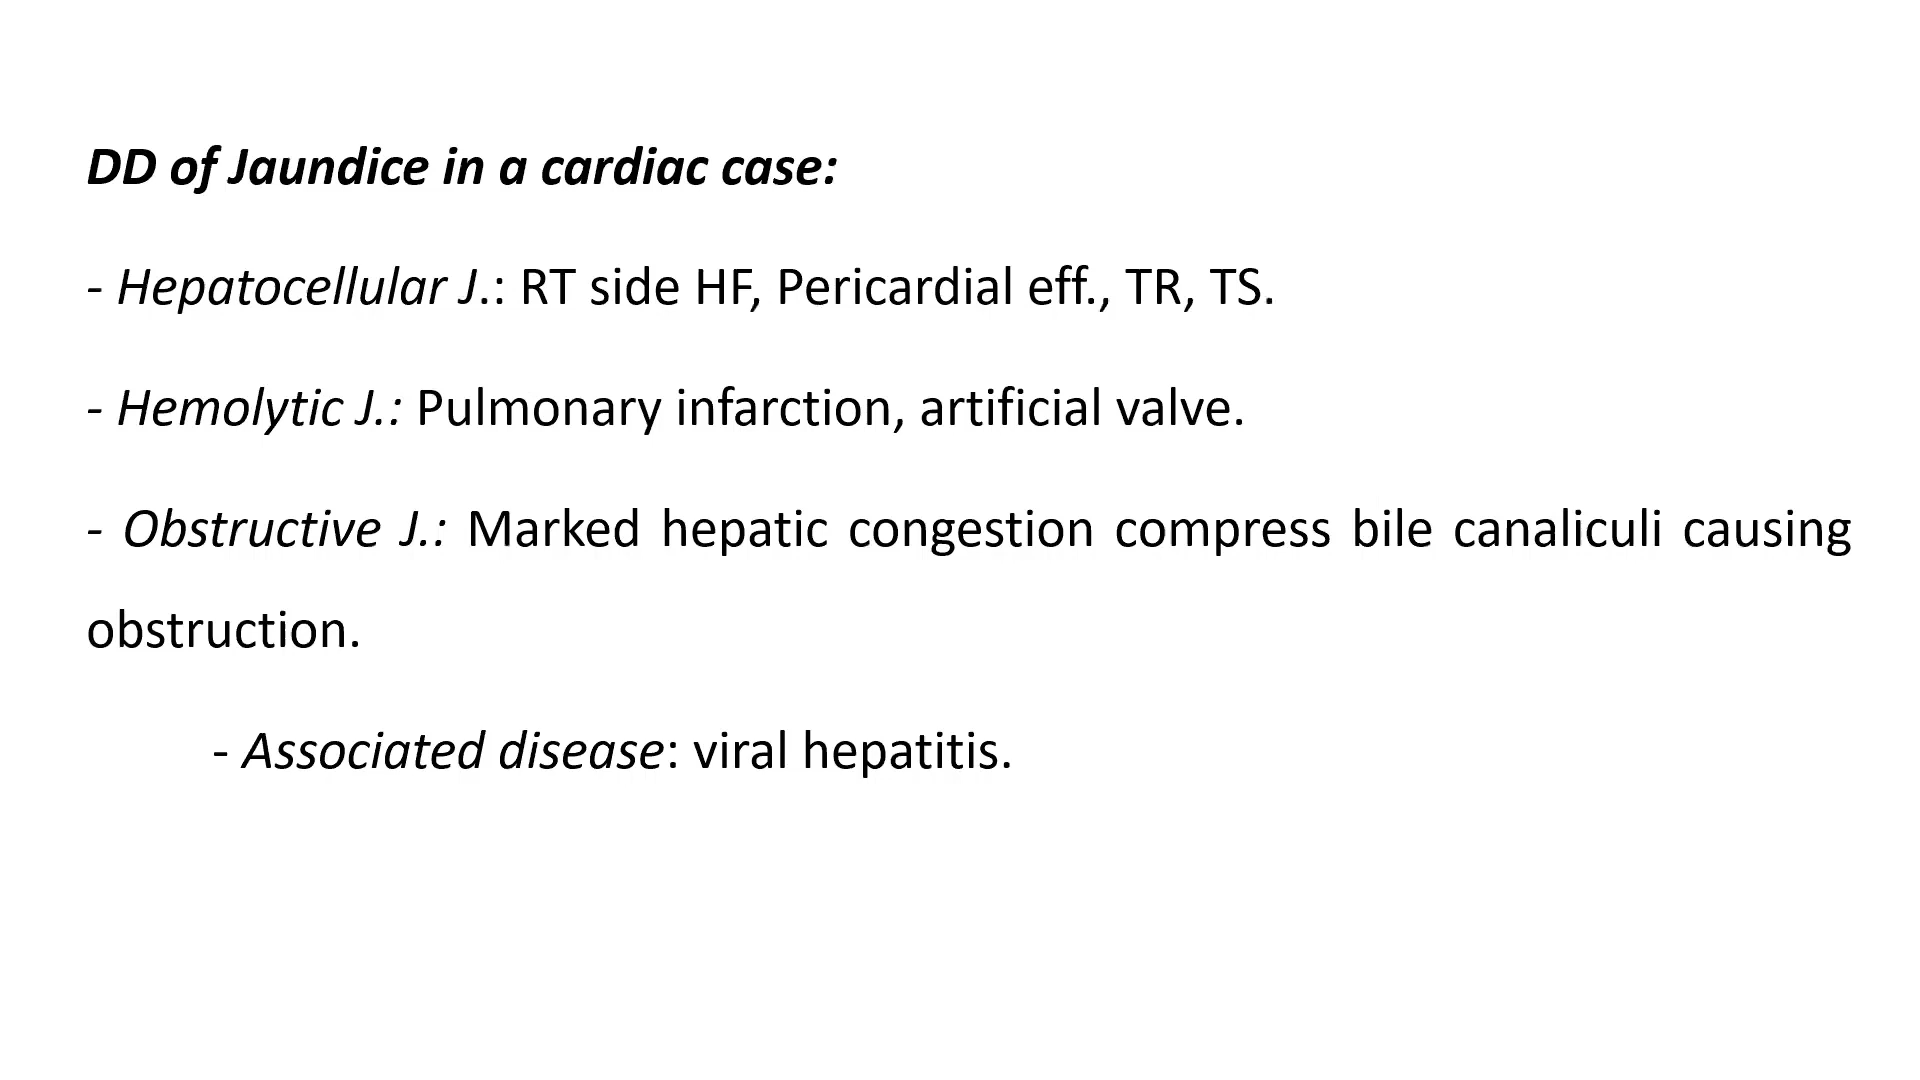 DD of Jaundice in a cardiac case:
- Hepatocellular J.: RT side HF, Pericardial eff., TR, TS.
- Hemolytic J.: Pulmonary infarction, artificial valve.
- Obstructive J.: Marked hepatic congestion compress bile canaliculi causing
obstruction.
- Associated disease: viral hepatitis.